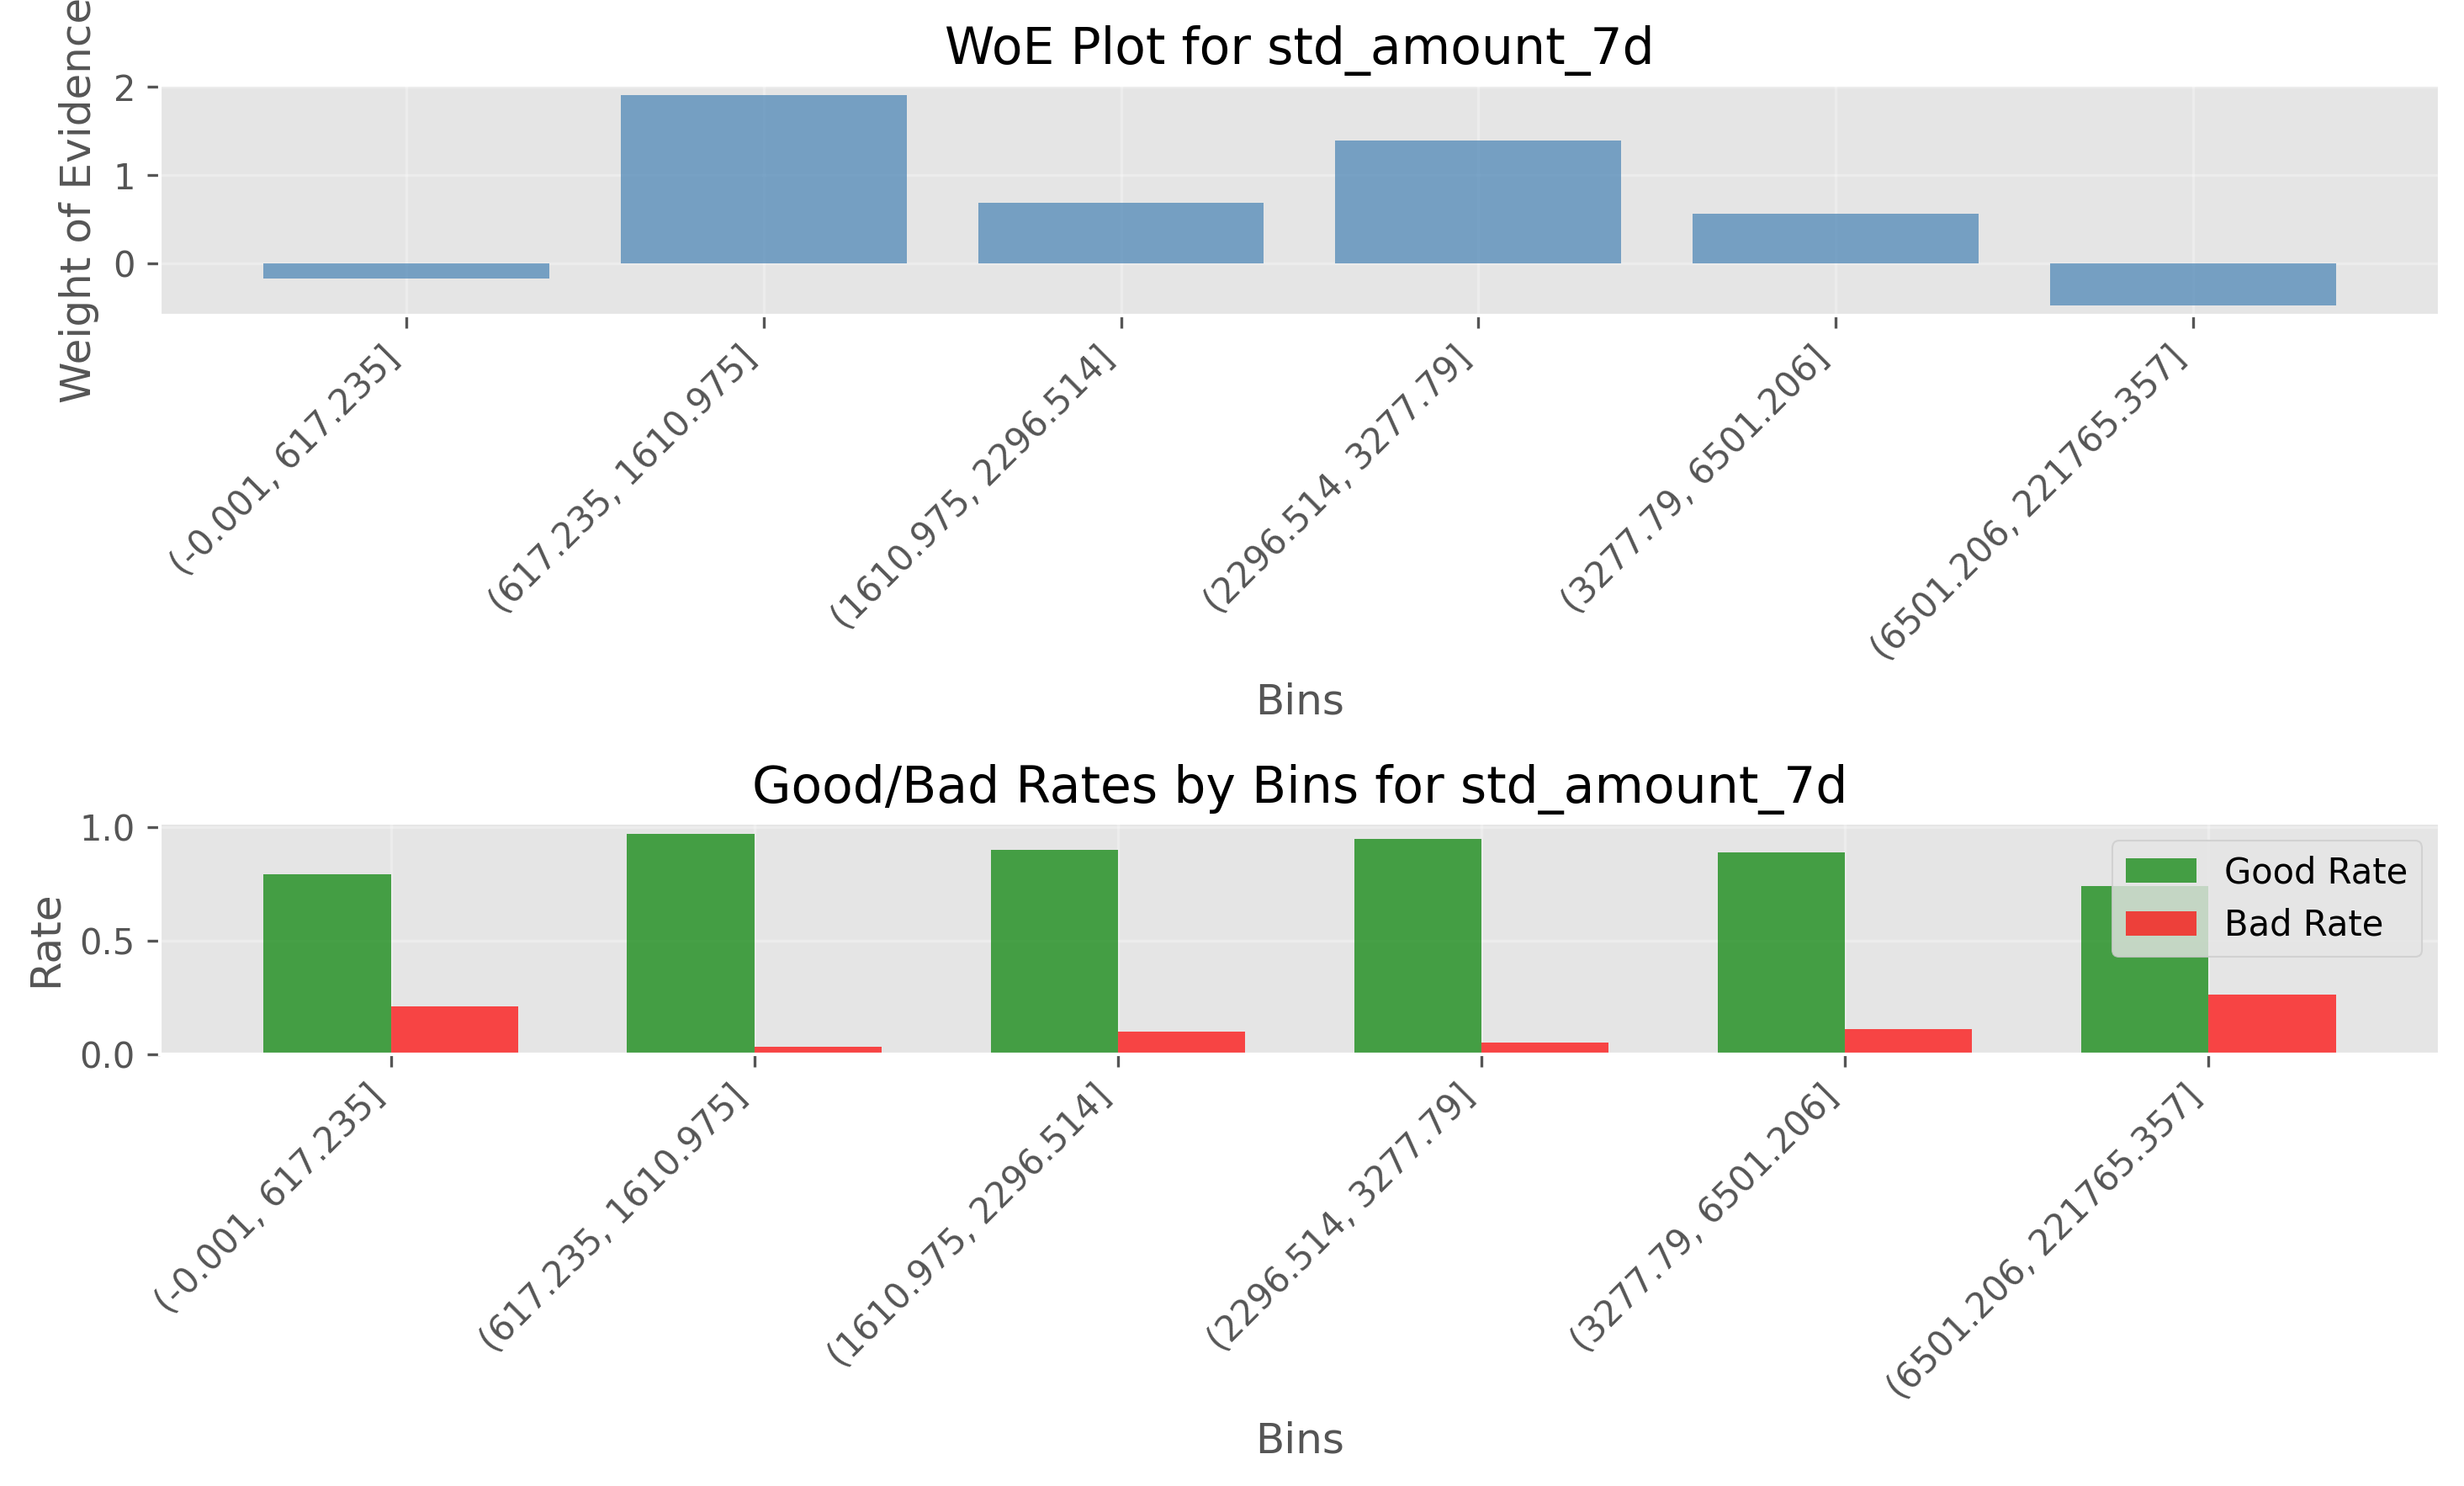 WoE Plot for std_amount_7d
Weight of Evidence
2
1
0
(-0.001, 617.235]
(617.235, 1610.975]
(1610.975, 2296.514]
(2296.514, 3277.79]
(3277.79, 6501.206]
(6501.206, 221765.357]
Bins
Good/Bad Rates by Bins for std_amount_7d
Rate
1.0
0.5
0.0
Good Rate
Bad Rate
(-0.001, 617.235]
(617.235, 1610.975]
(1610.975, 2296.514]
(2296.514, 3277.79]
(3277.79, 6501.206]
(6501.206, 221765.357]
Bins